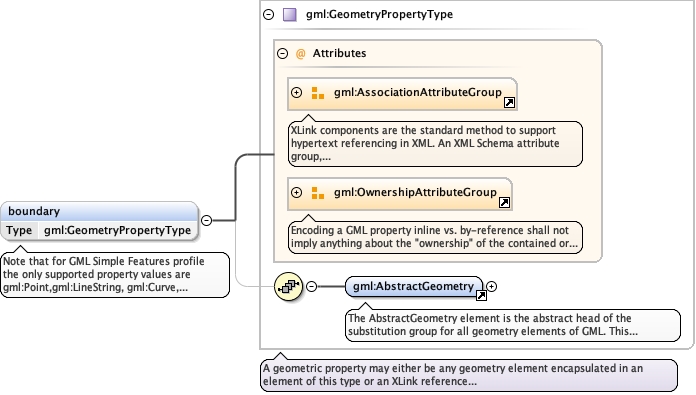 gml:GeometryPropertyType
@ Attributes
gml:AssociationAttributeGroup
XLink components are the standard method to support
hypertext referencing in XML. An XML Schema attribute
group,...
gml:OwnershipAttributeGroup
Encoding a GML property inline vs. by-reference shall not
imply anything about the "ownership" of the contained or...
boundary
Type gml:GeometryPropertyType
Note that for GML Simple Features profile
the only supported property values are
gml:Point,gml:LineString, gml:Curve,...
gml:AbstractGeometry
The AbstractGeometry element is the abstract head of the
substitution group for all geometry elements of GML. This...
A geometric property may either be any geometry element encapsulated in an
element of this type or an XLink reference...